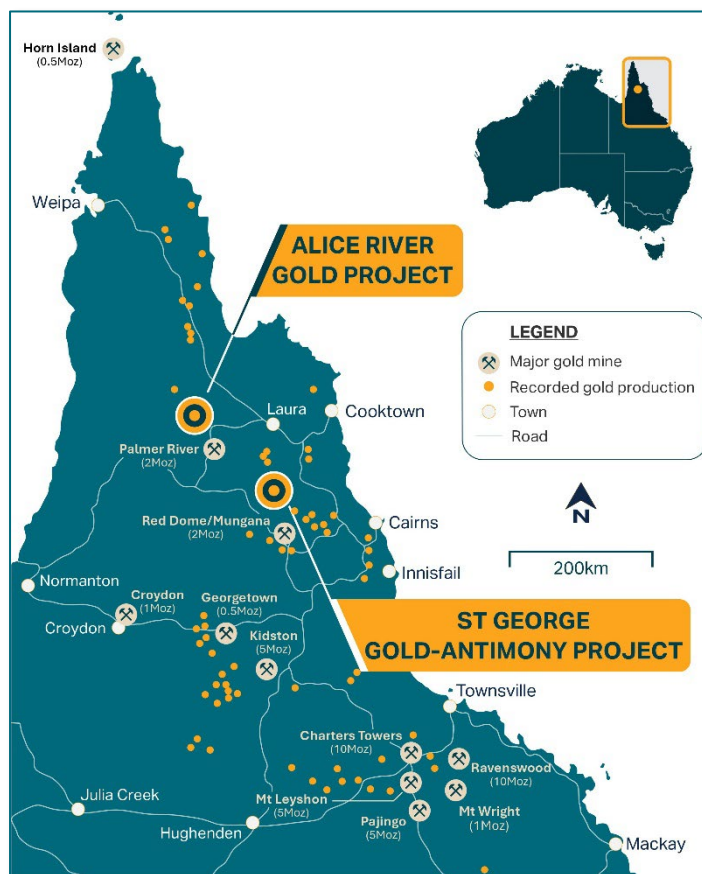 Horn Island
(0.5Moz)
Weipa
ALICE RIVER
GOLD PROJECT
LEGEND
Major gold mine
Recorded gold production
Town
Road
Laura
Cooktown
Palmer River
(2Moz)
N
Red Dome/Mungana
(2Moz)
Cairns
200km
Innisfail
Normanton
Croydon
(1Moz)
Georgetown
(0.5Moz)
Croydon
Kidston
(5Moz)
ST GEORGE
GOLD-ANTIMONY PROJECT
Townsville
Charters Towers
(10Moz)
Ravenswood
(10Moz)
Mt Leyshon
(5Moz)
Julia Creek
Mt Wright
(1Moz)
Pajingo
(5Moz)
Hughenden
Mackay